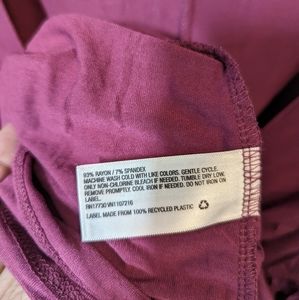 93% RAYON / 7% SPANDEX
MACHINE WASH COLD WITH LIKE COLORS. GENTLE CYCLE.
ONLY NON-CHLORINE BLEACH IF NEEDED. TUMBLE DRY LOW.
REMOVE PROMPTLY. COOL IRON IF NEEDED. DO NOT IRON ON
LABEL.
RN17730 VN1107216
LABEL MADE FROM 100% RECYCLED PLASTIC